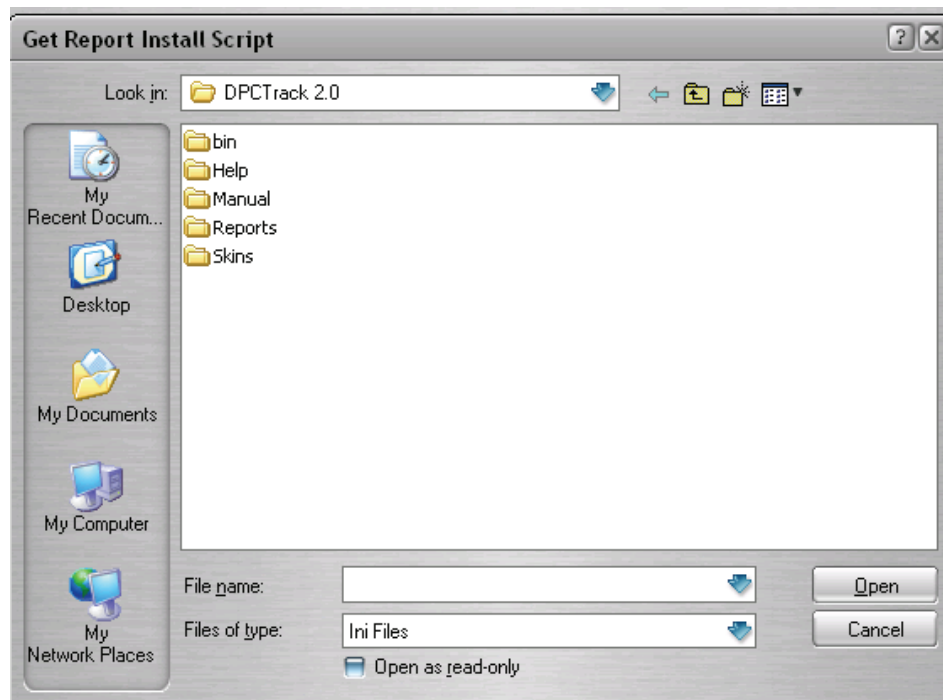 Get Report Install Script
Look in:
DPCTrack 2.0
My
Recent Docum...
Desktop
My Documents
My Computer
My
Network Places
bin
Help
Manual
Reports
Skins
File name:
Open
Files of type:
Ini Files
Cancel
Open as read-only